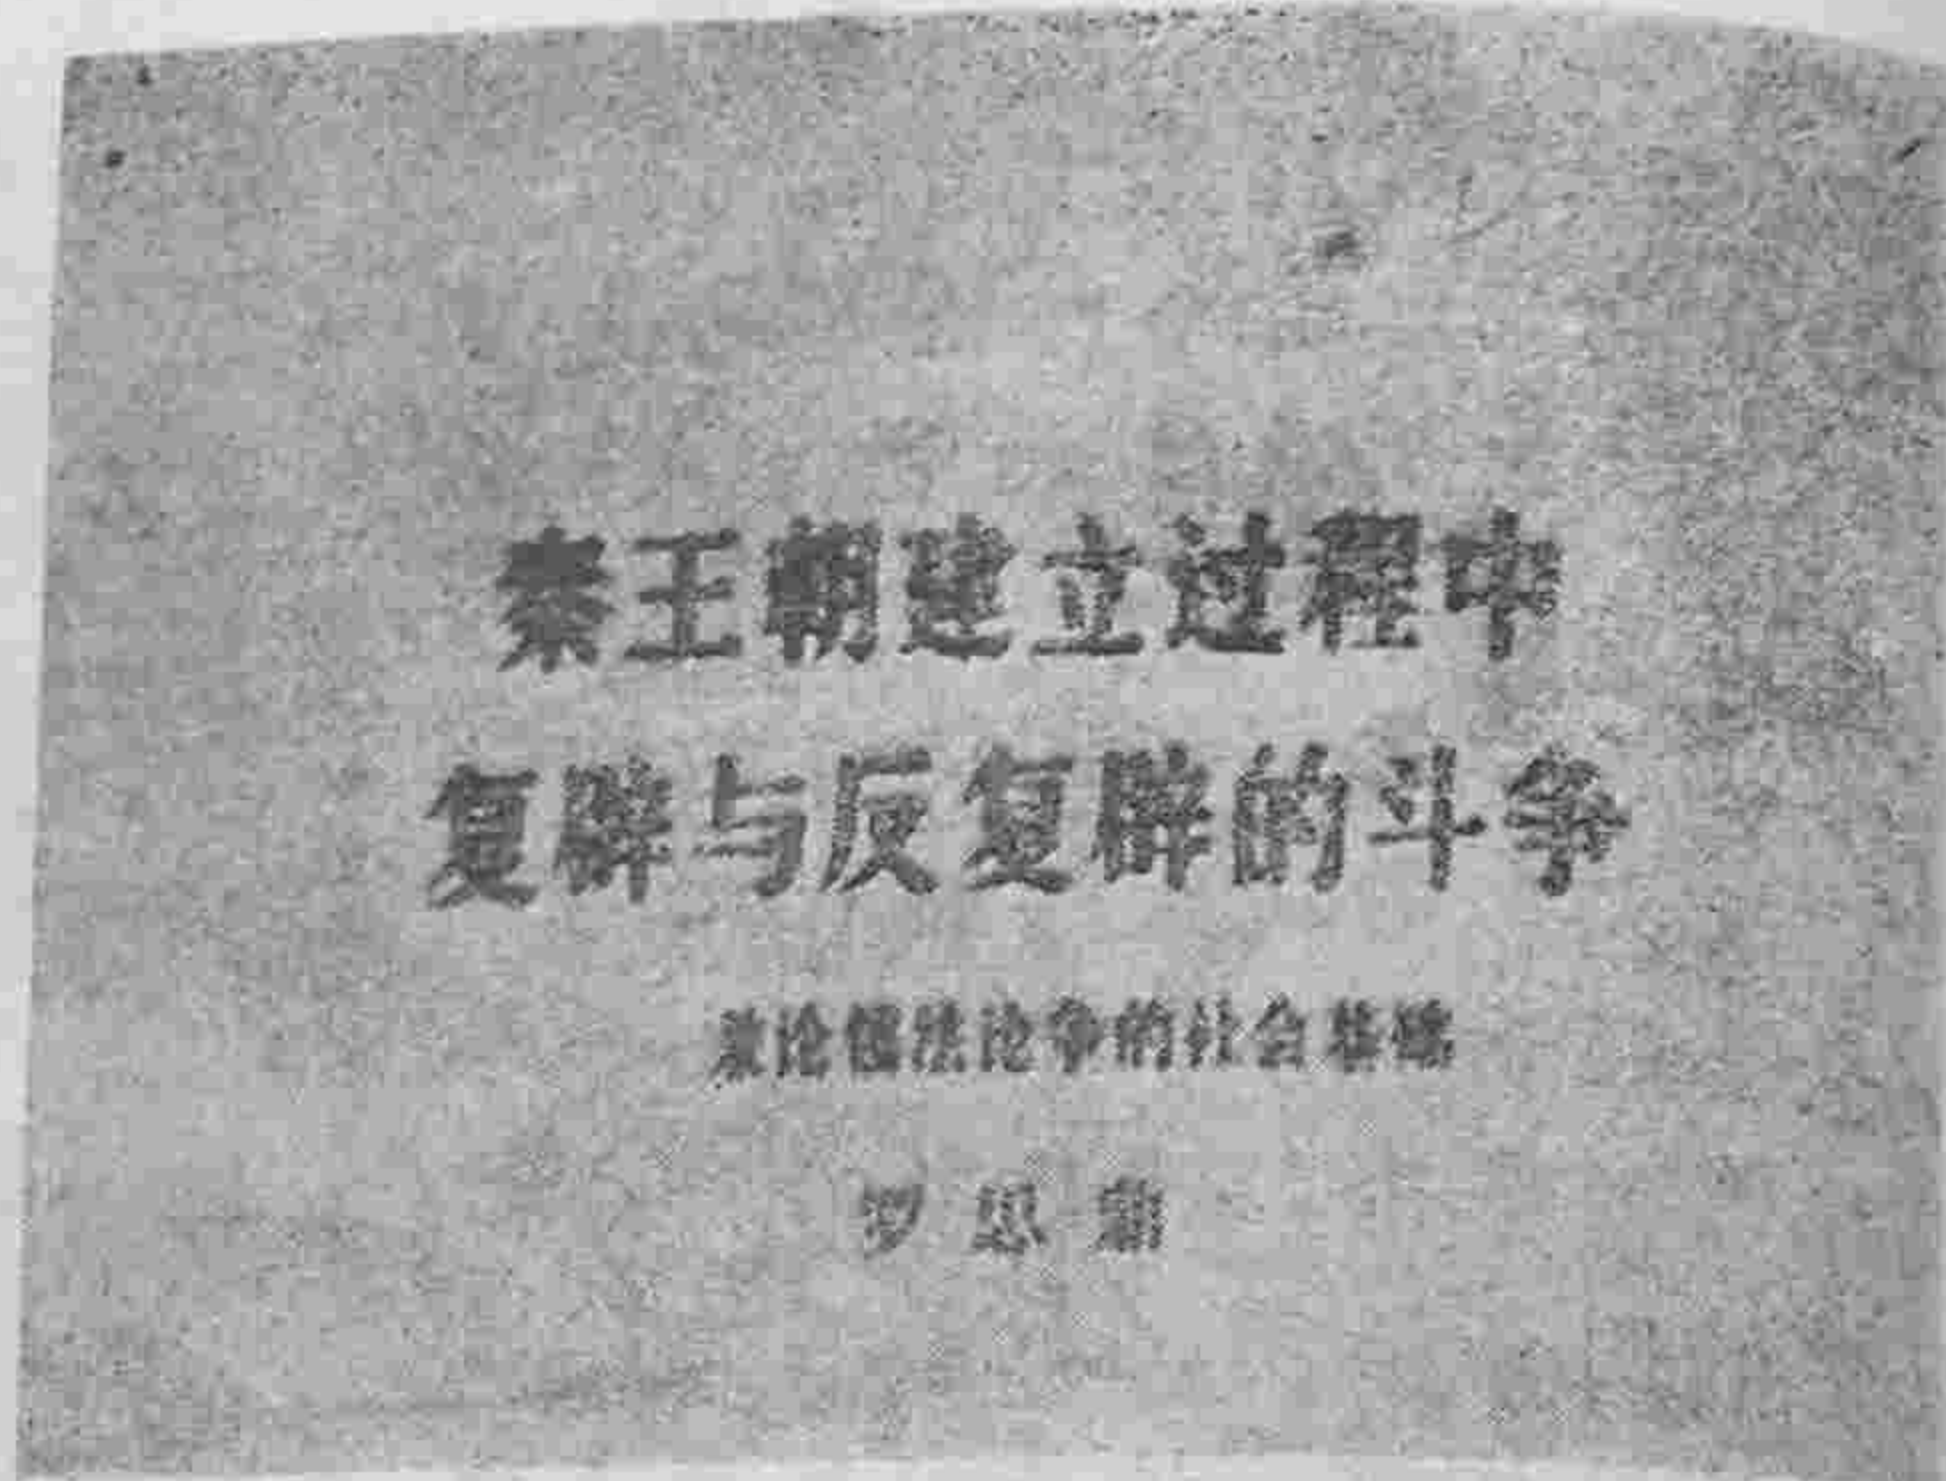 秦王朝建立过程中
复辟与反复辟的斗争
兼论儒法论争的社会基础
罗思鼎